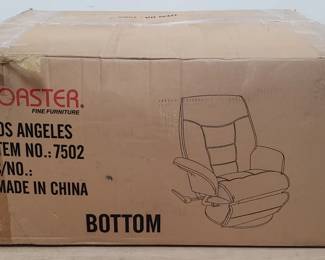 OASTER
FINE FURNITURE
OS ANGELES
TEM NO.: 7502
/NO.:
MADE IN CHINA
BOTTOM